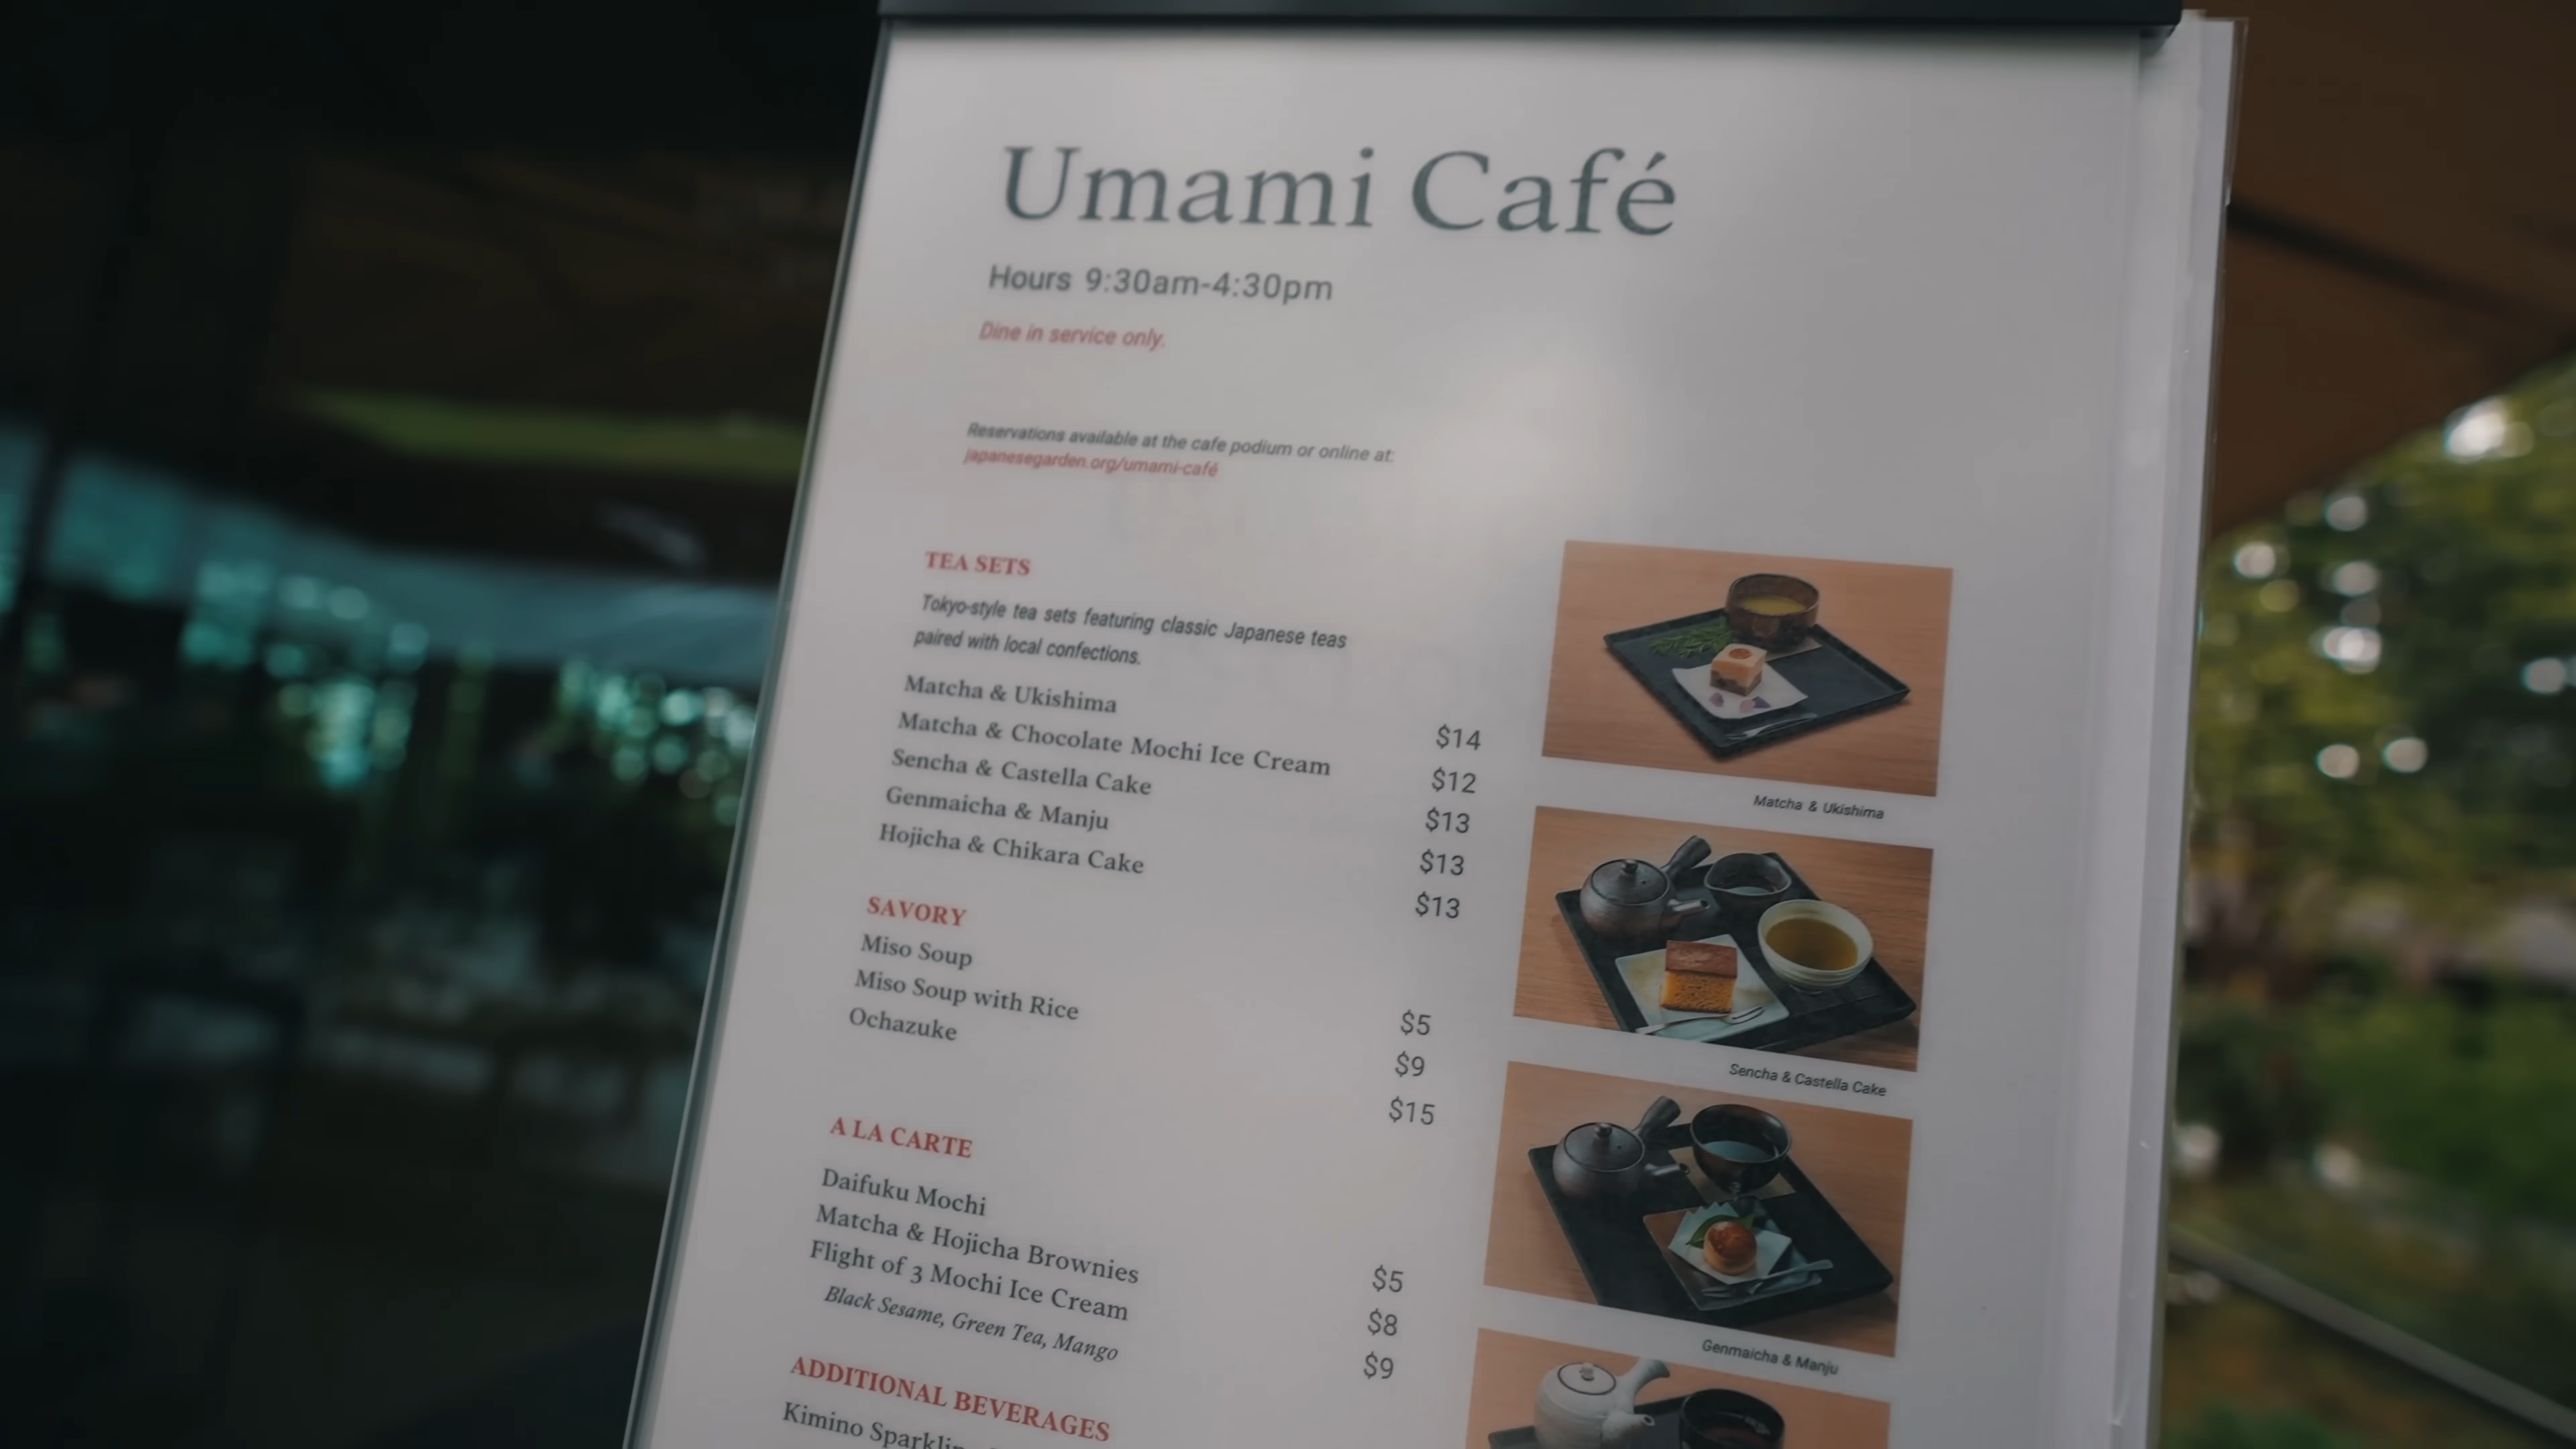 Umami Café
Hours 9:30am-4:30pm
Dine in service only.
Reservations available at the cafe podium or online at:
japanesegarden.org/umami-café
TEA SETS
Tokyo-style tea sets featuring classic Japanese teas
paired with local confections.
Matcha & Ukishima $14
Matcha & Chocolate Mochi Ice Cream $12
Sencha & Castella Cake $13
Genmaicha & Manju $13
Hojicha & Chikara Cake $13
SAVORY
Miso Soup $5
Miso Soup with Rice $9
Ochazuke $15
A LA CARTE
Daifuku Mochi $5
Matcha & Hojicha Brownies $8
Flight of 3 Mochi Ice Cream $9
Black Sesame, Green Tea, Mango
ADDITIONAL BEVERAGES
Kimino
Matcha & Ukishima
Sencha & Castella Cake
Genmaicha & Manju